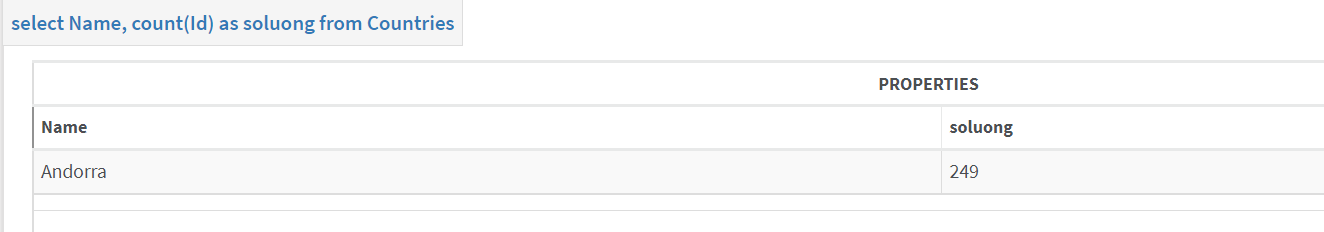 select Name, count(Id) as soluong from Countries
PROPERTIES
Name soluong
Andorra 249